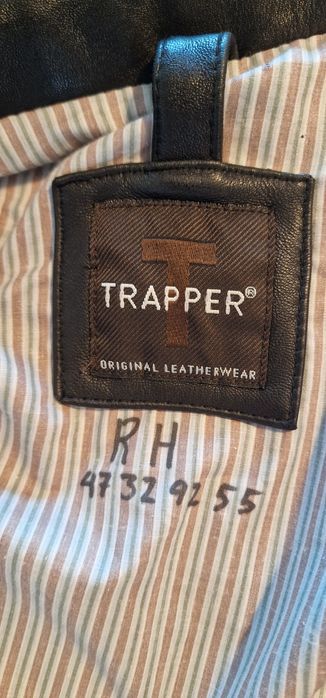 T
TRAPPER®
ORIGINAL LEATHERWEAR
RH
47 32 92 55